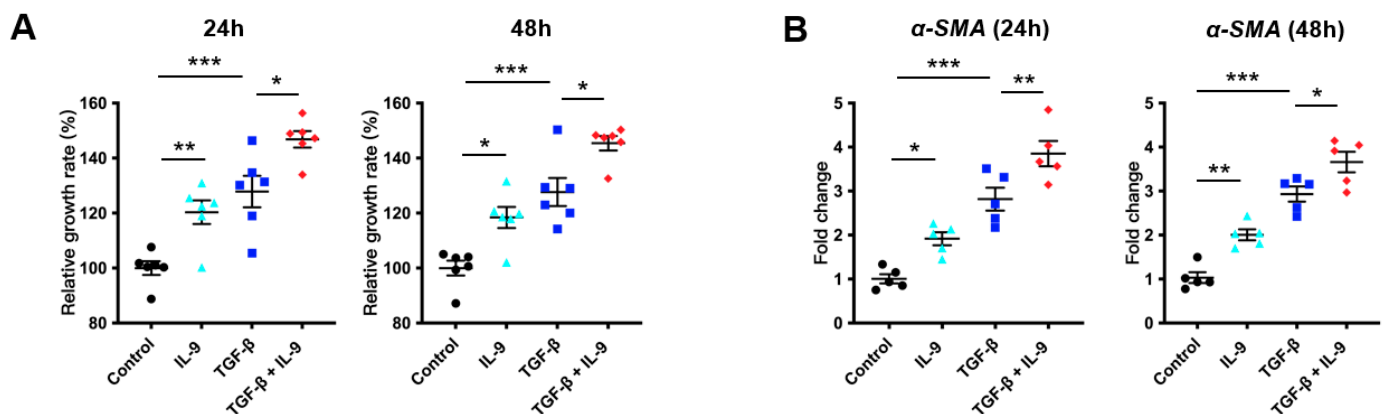 A
24h
***
*
**
Relative growth rate (%)
160
140
120
100
80
Control
IL-9
TGF-β
TGF-β + IL-9
48h
***
*
*
Relative growth rate (%)
160
140
120
100
80
Control
IL-9
TGF-β
TGF-β + IL-9
B
α-SMA (24h)
***
**
*
Fold change
5
4
3
2
1
0
Control
IL-9
TGF-β
TGF-β + IL-9
α-SMA (48h)
***
*
**
Fold change
5
4
3
2
1
0
Control
IL-9
TGF-β
TGF-β + IL-9